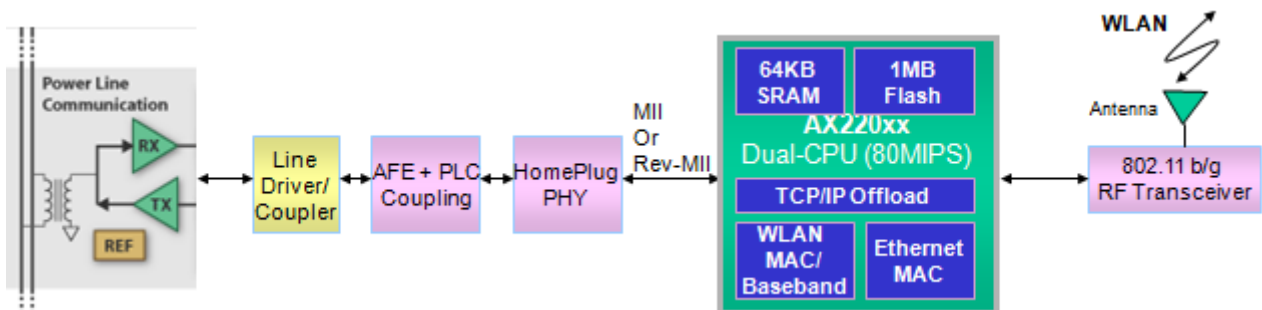 Power Line
Communication
RX
TX
REF
Line
Driver/
Coupler
AFE + PLC
Coupling
HomePlug
PHY
MII
Or
Rev-MII
64KB
SRAM
1MB
Flash
AX220xx
Dual-CPU (80MIPS)
TCP/IP Offload
WLAN
MAC/
Baseband
Ethernet
MAC
WLAN
Antenna
802.11 b/g
RF Transceiver